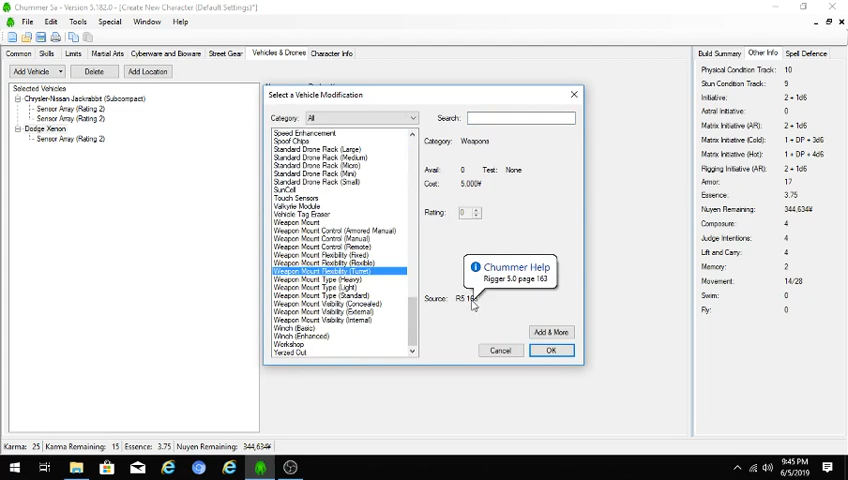 Chummer 5a - Version 5.182.0 - [Create New Character (Default Settings)*]
File Edit Tools Special Window Help
Common Skills Limits Martial Arts Cyberware and Bioware Street Gear Vehicles & Drones Character Info
Build Summary Other Info Spell Defence
Add Vehicle Delete Add Location
Selected Vehicles
Chrysler-Nissan Jackrabbit (Subcompact)
Sensor Array (Rating 2)
Sensor Array (Rating 2)
Dodge Xenon
Sensor Array (Rating 2)
Select a Vehicle Modification
Category: All
Search:
Speed Enhancement
Spoof Chips
Standard Drone Rack (Large)
Standard Drone Rack (Medium)
Standard Drone Rack (Micro)
Standard Drone Rack (Mini)
Standard Drone Rack (Small)
SunCell
Touch Sensors
Valkyrie Module
Vehicle Tag Eraser
Weapon Mount
Weapon Mount Control (Armored Manual)
Weapon Mount Control (Manual)
Weapon Mount Control (Remote)
Weapon Mount Flexibility (Fixed)
Weapon Mount Flexibility (Flexible)
Weapon Mount Flexibility (Turret)
Weapon Mount Type (Heavy)
Weapon Mount Type (Light)
Weapon Mount Type (Standard)
Weapon Mount Visibility (Concealed)
Weapon Mount Visibility (External)
Weapon Mount Visibility (Internal)
Winch (Basic)
Winch (Enhanced)
Workshop
Yerzed Out
Category: Weapons
Avail: 0 Test: None
Cost: 5,000¥
Rating: 0
Chummer Help
Rigger 5.0 page 163
Source: R5
Add & More
Cancel OK
Physical Condition Track: 10
Stun Condition Track: 9
Initiative: 2 + 1d6
Astral Initiative: 0
Matrix Initiative (AR): 2 + 1d6
Matrix Initiative (Cold): 1 + DP + 3d6
Matrix Initiative (Hot): 1 + DP + 4d6
Rigging Initiative (AR): 2 + 1d6
Armor: 17
Essence: 3.75
Nuyen Remaining: 344,634¥
Composure: 4
Judge Intentions: 4
Lift and Carry: 4
Memory: 2
Movement: 14/28
Swim: 0
Fly: 0
Karma: 25 Karma Remaining: 15 Essence: 3.75 Nuyen Remaining: 344,634¥
9:45 PM
6/5/2019